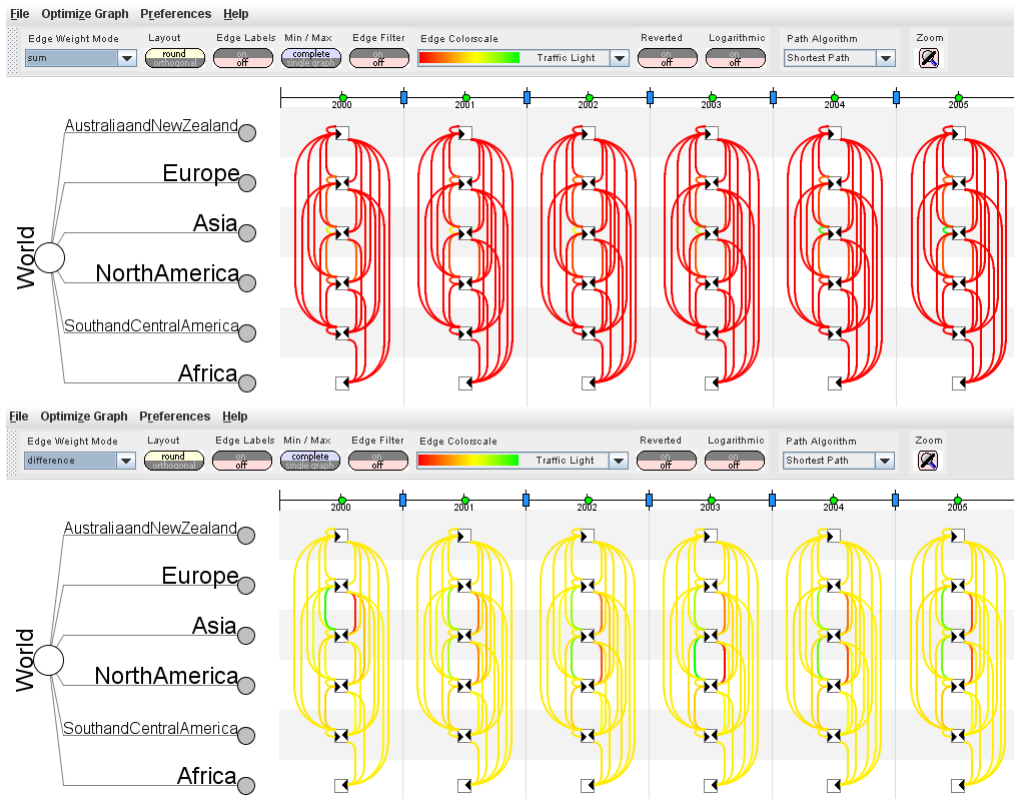 File Optimize Graph Preferences Help
Edge Weight Mode Layout Edge Labels Min / Max Edge Filter Edge Colorscale Reverted Logarithmic Path Algorithm Zoom
sum round orthogonal on off complete single graph on off Traffic Light on off on off Shortest Path
2000 2001 2002 2003 2004 2005
AustraliaandNewZealand
Europe
Asia
World
NorthAmerica
SouthandCentralAmerica
Africa
File Optimize Graph Preferences Help
Edge Weight Mode Layout Edge Labels Min / Max Edge Filter Edge Colorscale Reverted Logarithmic Path Algorithm Zoom
difference round orthogonal on off complete single graph on off Traffic Light on off on off Shortest Path
2000 2001 2002 2003 2004 2005
AustraliaandNewZealand
Europe
Asia
World
NorthAmerica
SouthandCentralAmerica
Africa